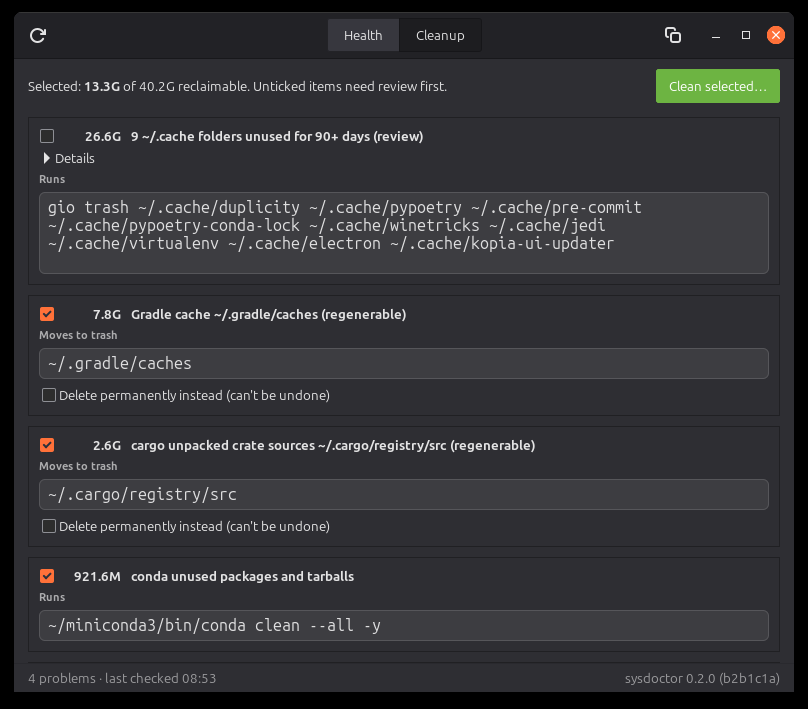 Health Cleanup
Selected: 13.3G of 40.2G reclaimable. Unticked items need review first.
Clean selected…
26.6G 9 ~/.cache folders unused for 90+ days (review)
Details
Runs
gio trash ~/.cache/duplicity ~/.cache/pypoetry ~/.cache/pre-commit
~/.cache/pypoetry-conda-lock ~/.cache/winetricks ~/.cache/jedi
~/.cache/virtualenv ~/.cache/electron ~/.cache/kopia-ui-updater
7.8G Gradle cache ~/.gradle/caches (regenerable)
Moves to trash
~/.gradle/caches
Delete permanently instead (can't be undone)
2.6G cargo unpacked crate sources ~/.cargo/registry/src (regenerable)
Moves to trash
~/.cargo/registry/src
Delete permanently instead (can't be undone)
921.6M conda unused packages and tarballs
Runs
~/miniconda3/bin/conda clean --all -y
4 problems · last checked 08:53
sysdoctor 0.2.0 (b2b1c1a)